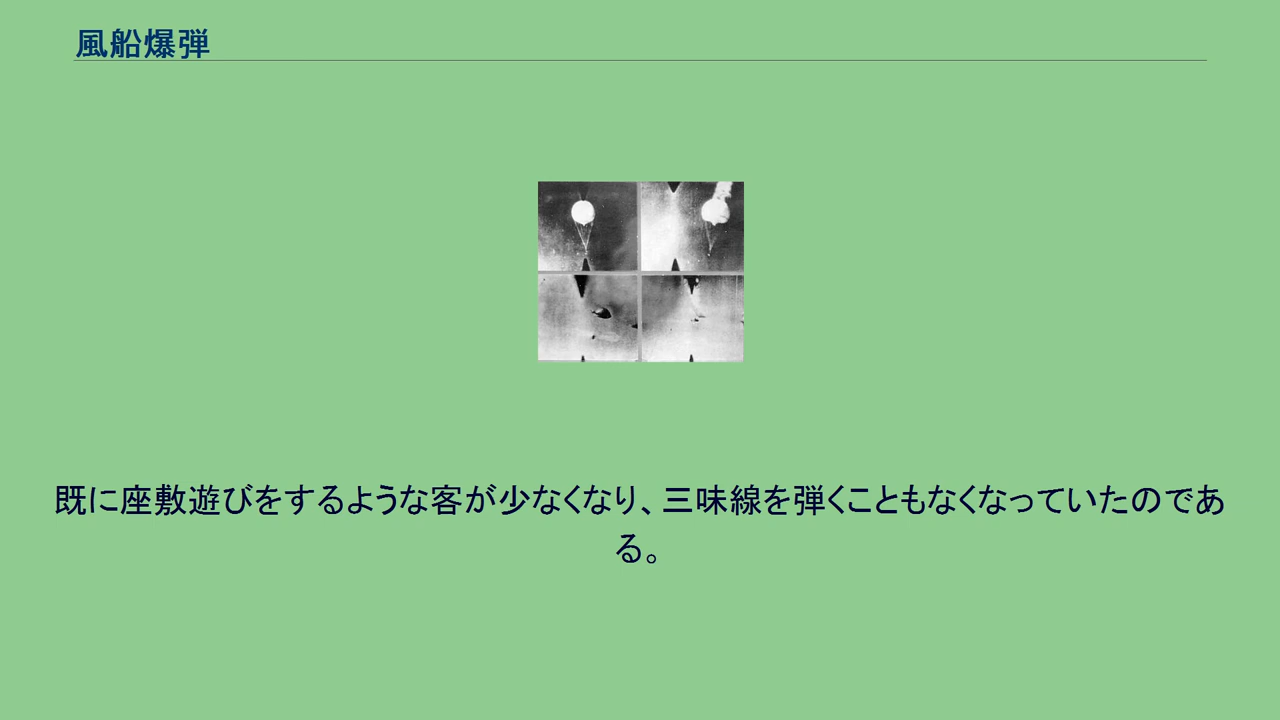 風船爆弾
既に座敷遊びをするような客が少なくなり、三味線を弾くこともなくなっていたのであ
る。